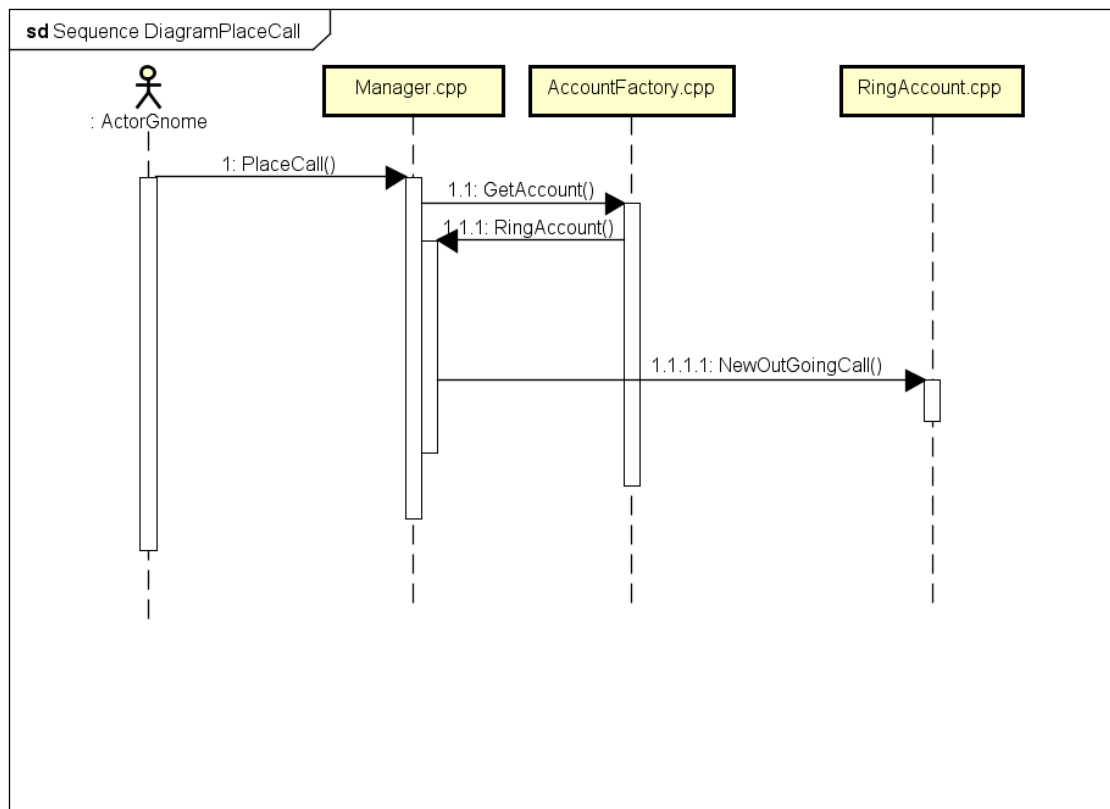 sd Sequence DiagramPlaceCall
: ActorGnome
Manager.cpp
AccountFactory.cpp
RingAccount.cpp
1: PlaceCall()
1.1: GetAccount()
1.1.1: RingAccount()
1.1.1.1: NewOutGoingCall()